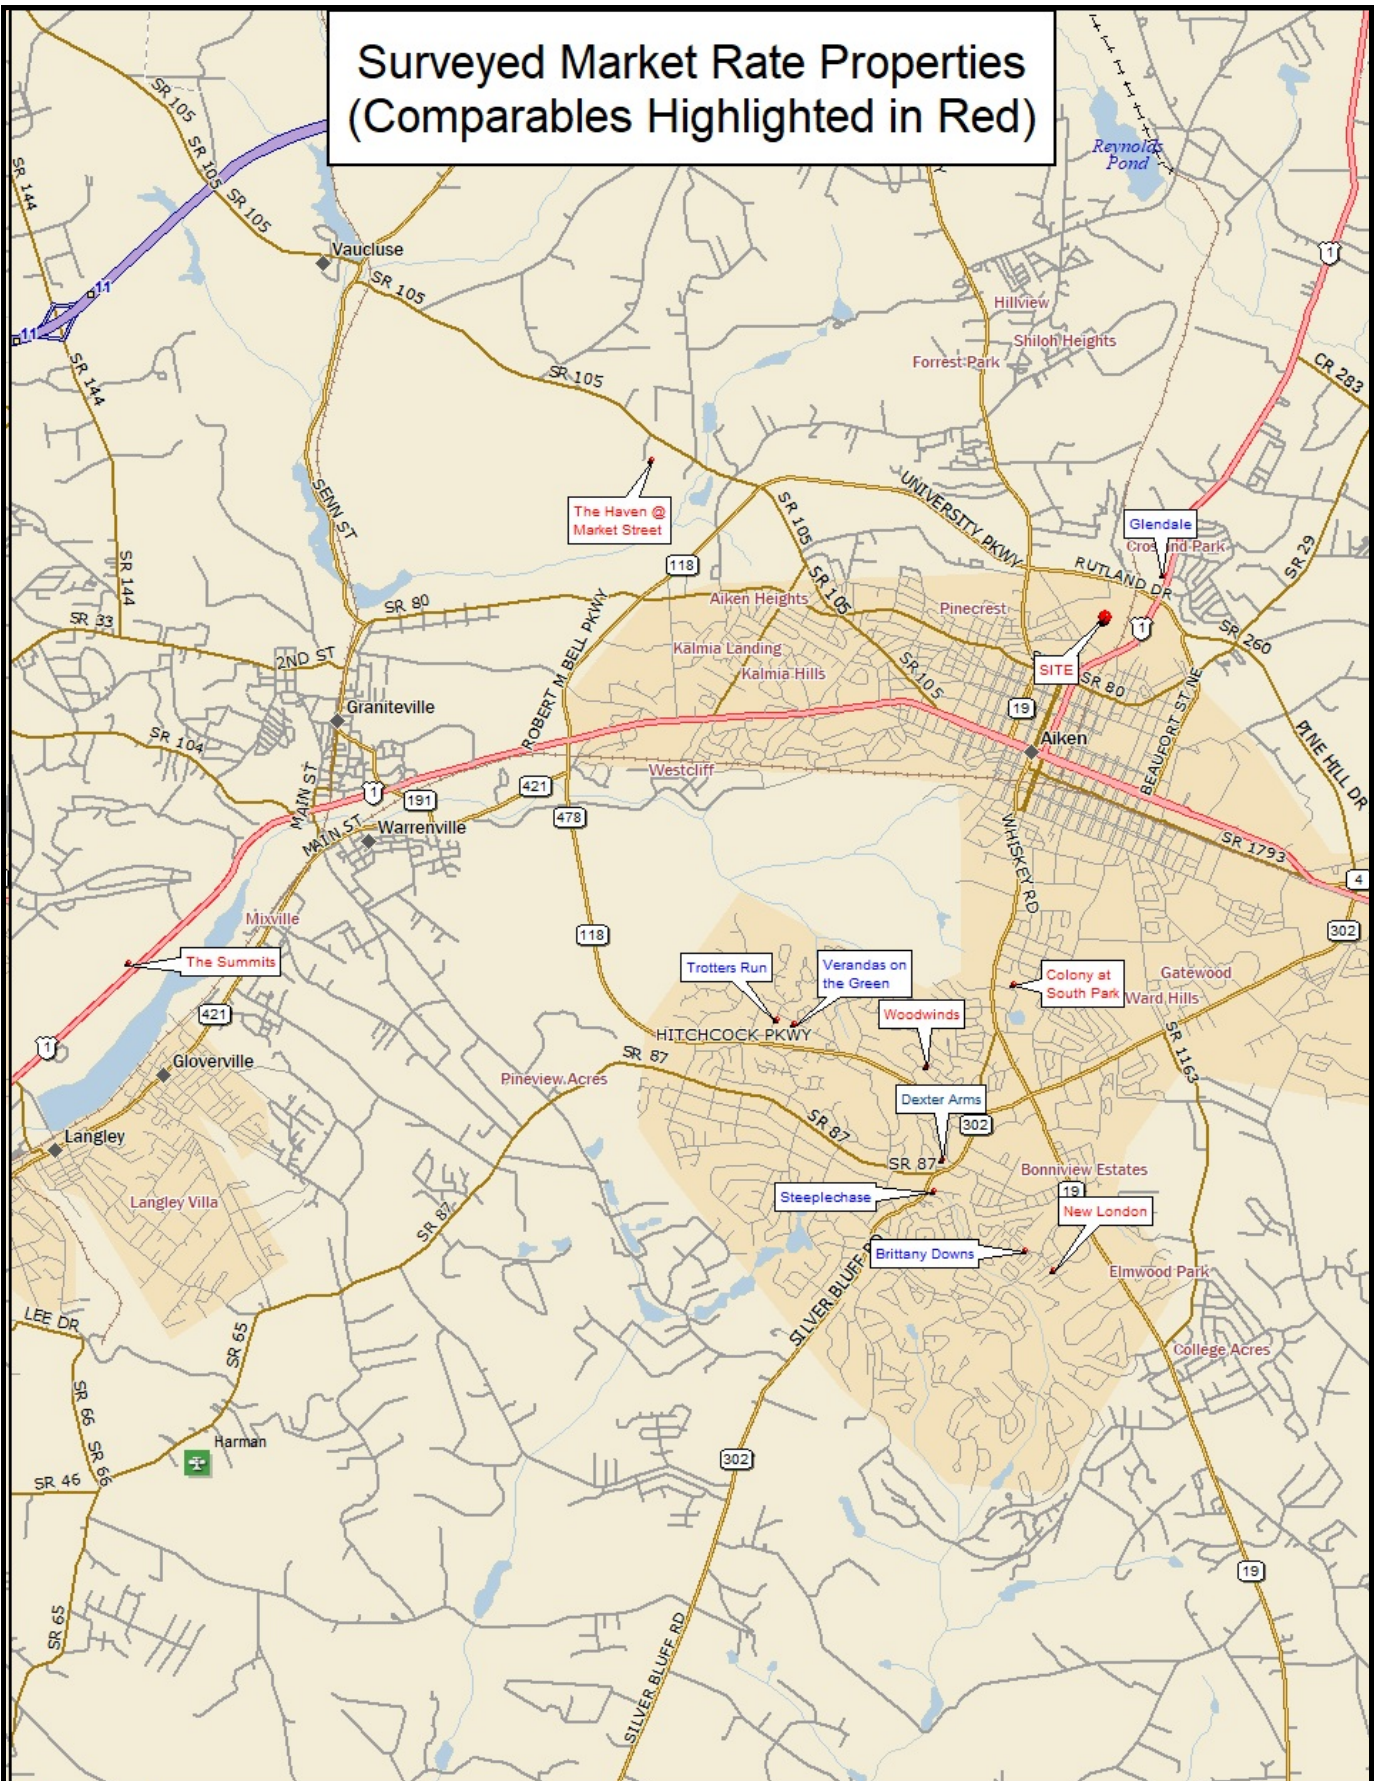 Surveyed Market Rate Properties
(Comparables Highlighted in Red)
Reynolds
Pond
SR 105
SR 105
SR 105
SR 144
Vaucluse
SR 105
1
11
11
Hillview
Shiloh Heights
Forrest Park
SR 144
SR 105
CR 283
The Haven @
Market Street
SENN ST
SR 105
UNIVERSITY PKWY
Glendale
SR 29
118
SR 144
SR 105
RUTLAND DR
SR 80
Aiken Heights
Pinecrest
SR 33
ROBERT M BELL PKWY
1
SR 260
2ND ST
Kalmia Landing
Kalmia Hills
SR 105
SITE
SR 80
BEAUFORT ST NE
Graniteville
19
Aiken
PINE HILL DR
SR 104
Westcliff
MAIN ST
1
191
421
478
MAIN ST
Warrenville
WHISKEY RD
SR 1793
4
Mixville
118
302
The Summits
Trotters Run
Verandas on
the Green
Colony at
South Park
Gatewood
Ward Hills
Woodwinds
421
1
HITCHCOCK PKWY
SR 87
SR 1163
Gloverville
Pineview Acres
Dexter Arms
302
SR 87
Langley
SR 87
Bonniview Estates
19
Langley Villa
Steeplechase
New London
SR 87
Brittany Downs
Elmwood Park
SILVER BLUFF RD
LEE DR
SR 65
College Acres
SR 66
Harman
SR 66
SR 46
302
19
SR 65
SILVER BLUFF RD